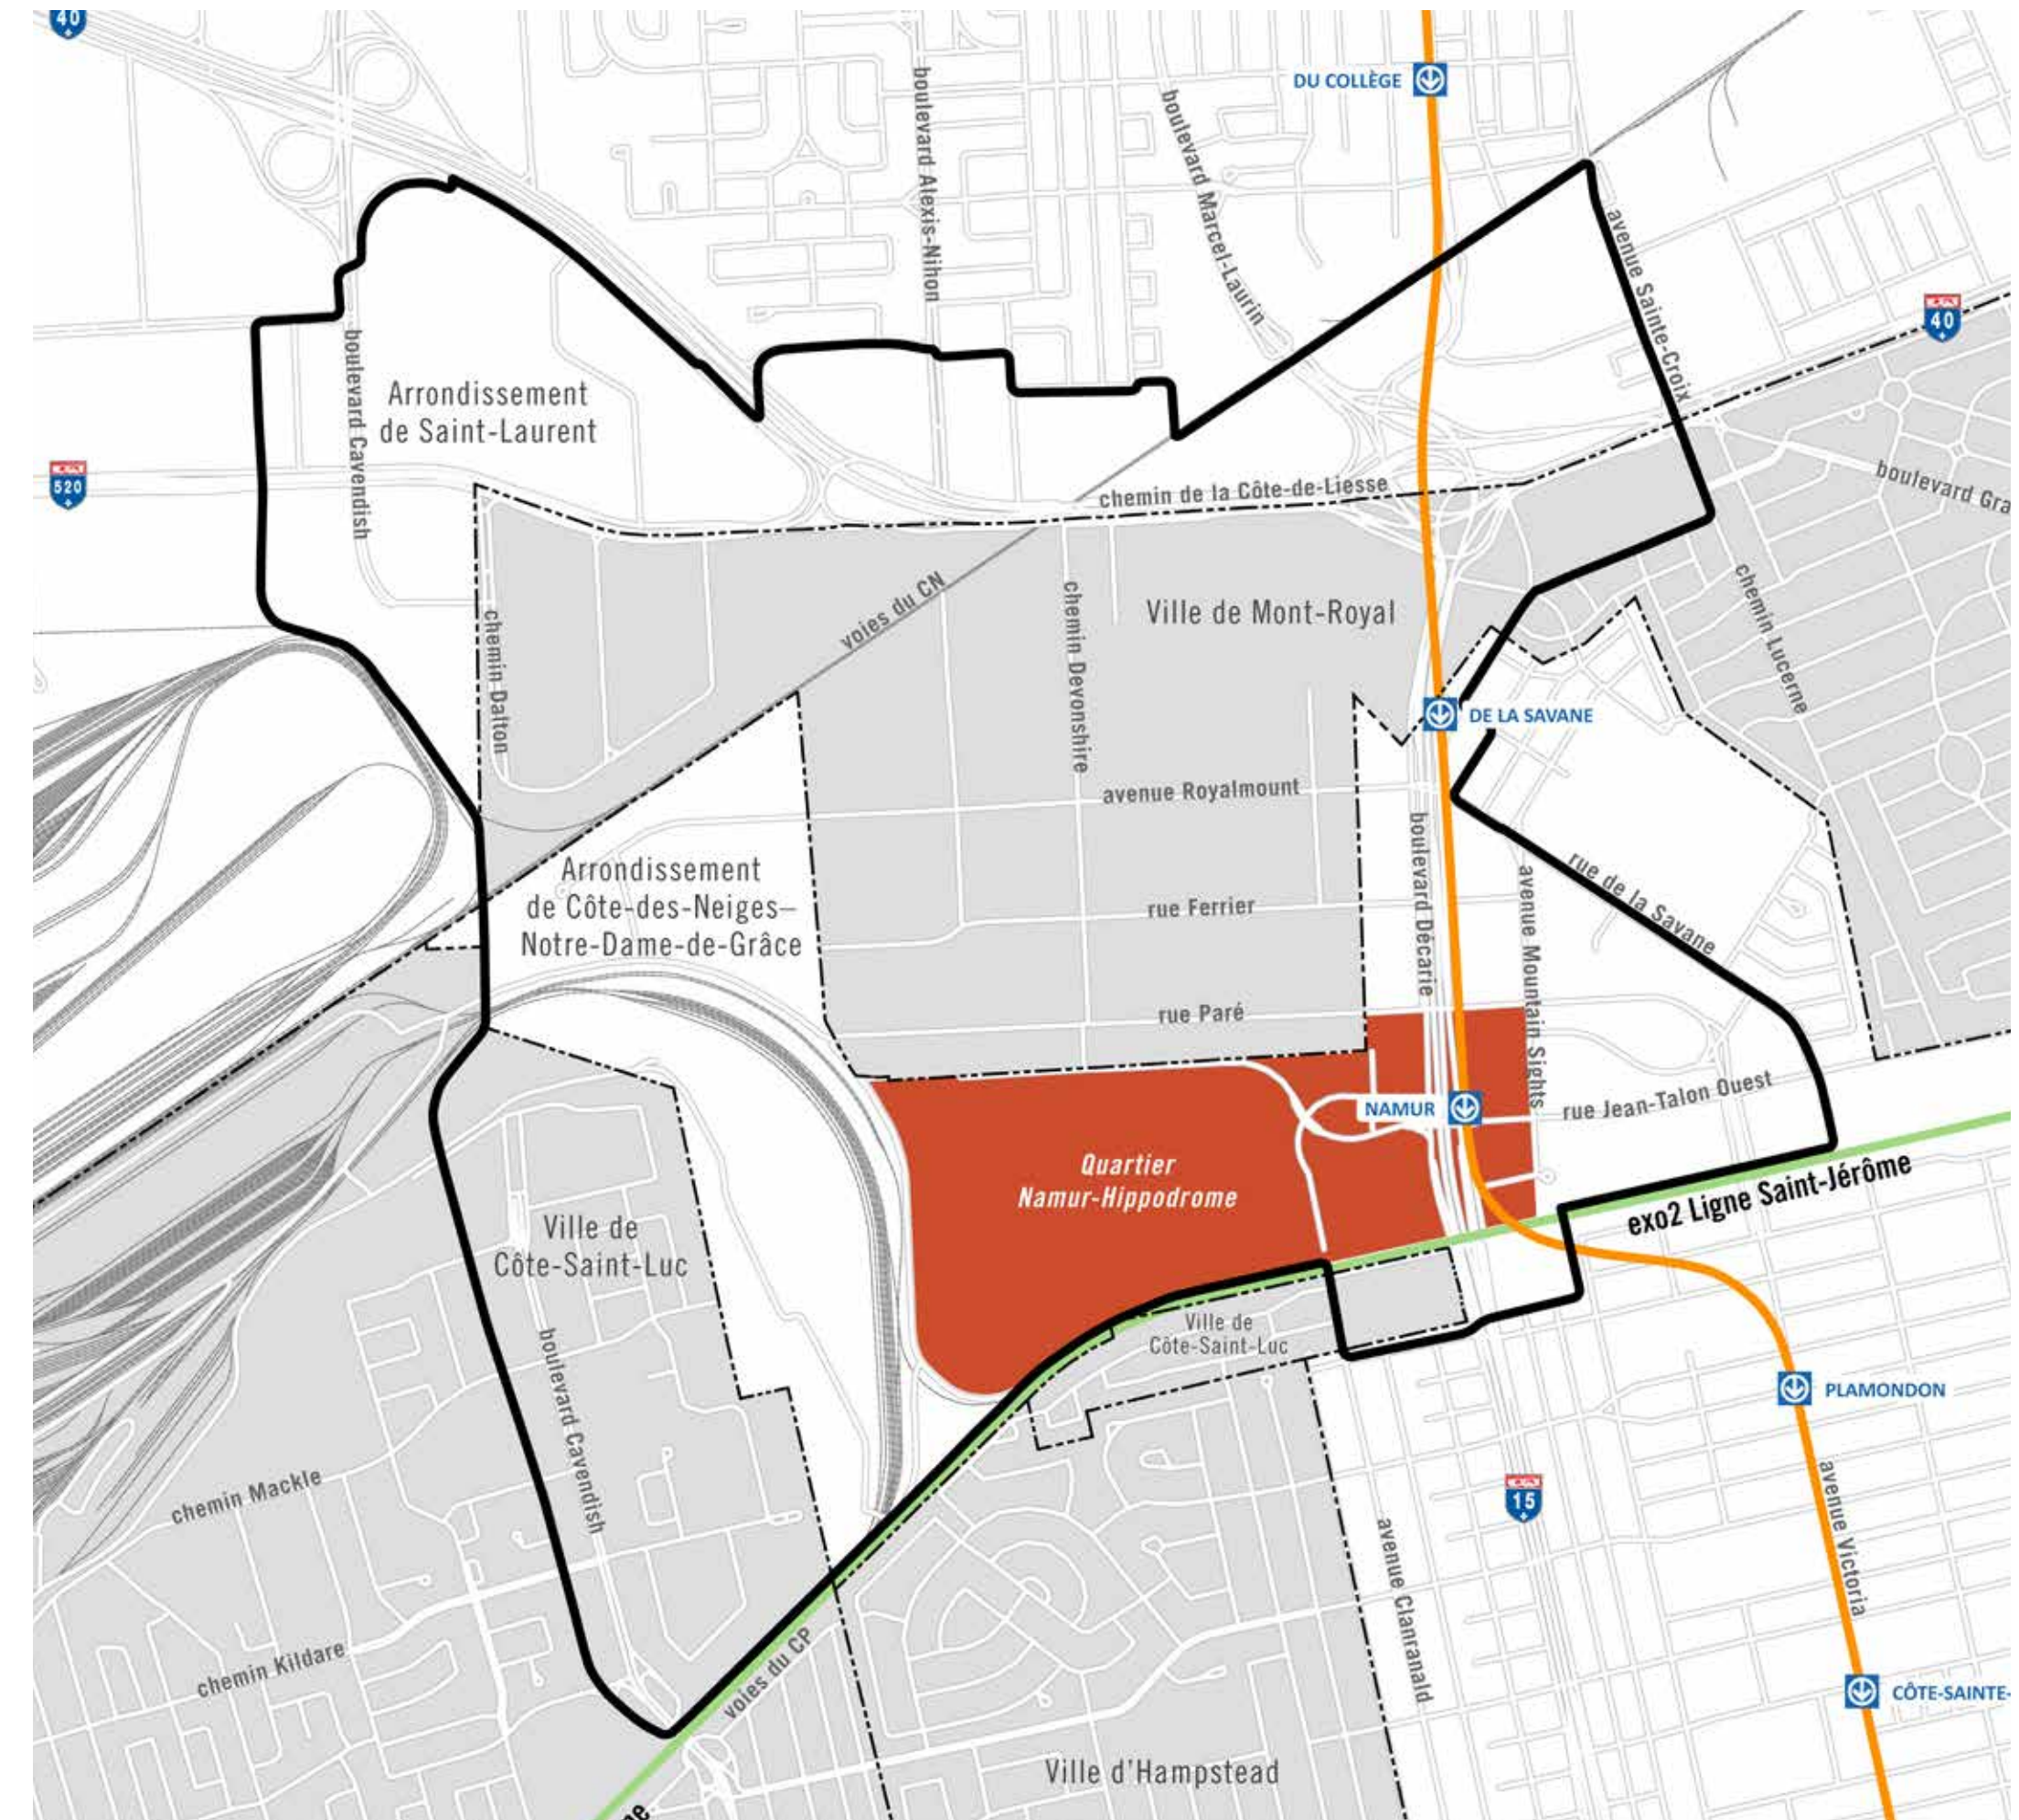 40
DU COLLÈGE
boulevard Alexis-Nihon
boulevard Marcel-Laurin
avenue Sainte-Croix
40
boulevard Cavendish
Arrondissement
de Saint-Laurent
520
chemin de la Côte-de-Liesse
boulevard Gra
chemin Dalton
voies du CN
chemin Devonshire
Ville de Mont-Royal
chemin Lucerne
DE LA SAVANE
avenue Royalmount
boulevard Décarie
Arrondissement
de Côte-des-Neiges–
Notre-Dame-de-Grâce
rue Ferrier
avenue Mountain Sights
rue de la Savane
rue Paré
NAMUR
rue Jean-Talon Ouest
Quartier
Namur-Hippodrome
exo2 Ligne Saint-Jérôme
Ville de
Côte-Saint-Luc
Ville de
Côte-Saint-Luc
boulevard Cavendish
PLAMONDON
chemin Mackle
15
avenue Clanranald
avenue Victoria
chemin Kildare
voies du CP
CÔTE-SAINTE-
Ville d'Hampstead